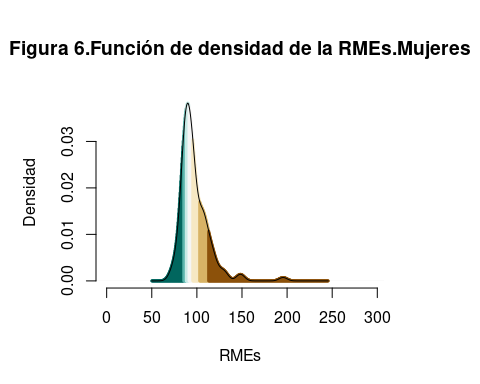 Figura 6.Función de densidad de la RMEs.Mujeres
Densidad
0.03
0.02
0.01
0.00
0 50 100 150 200 250 300
RMEs